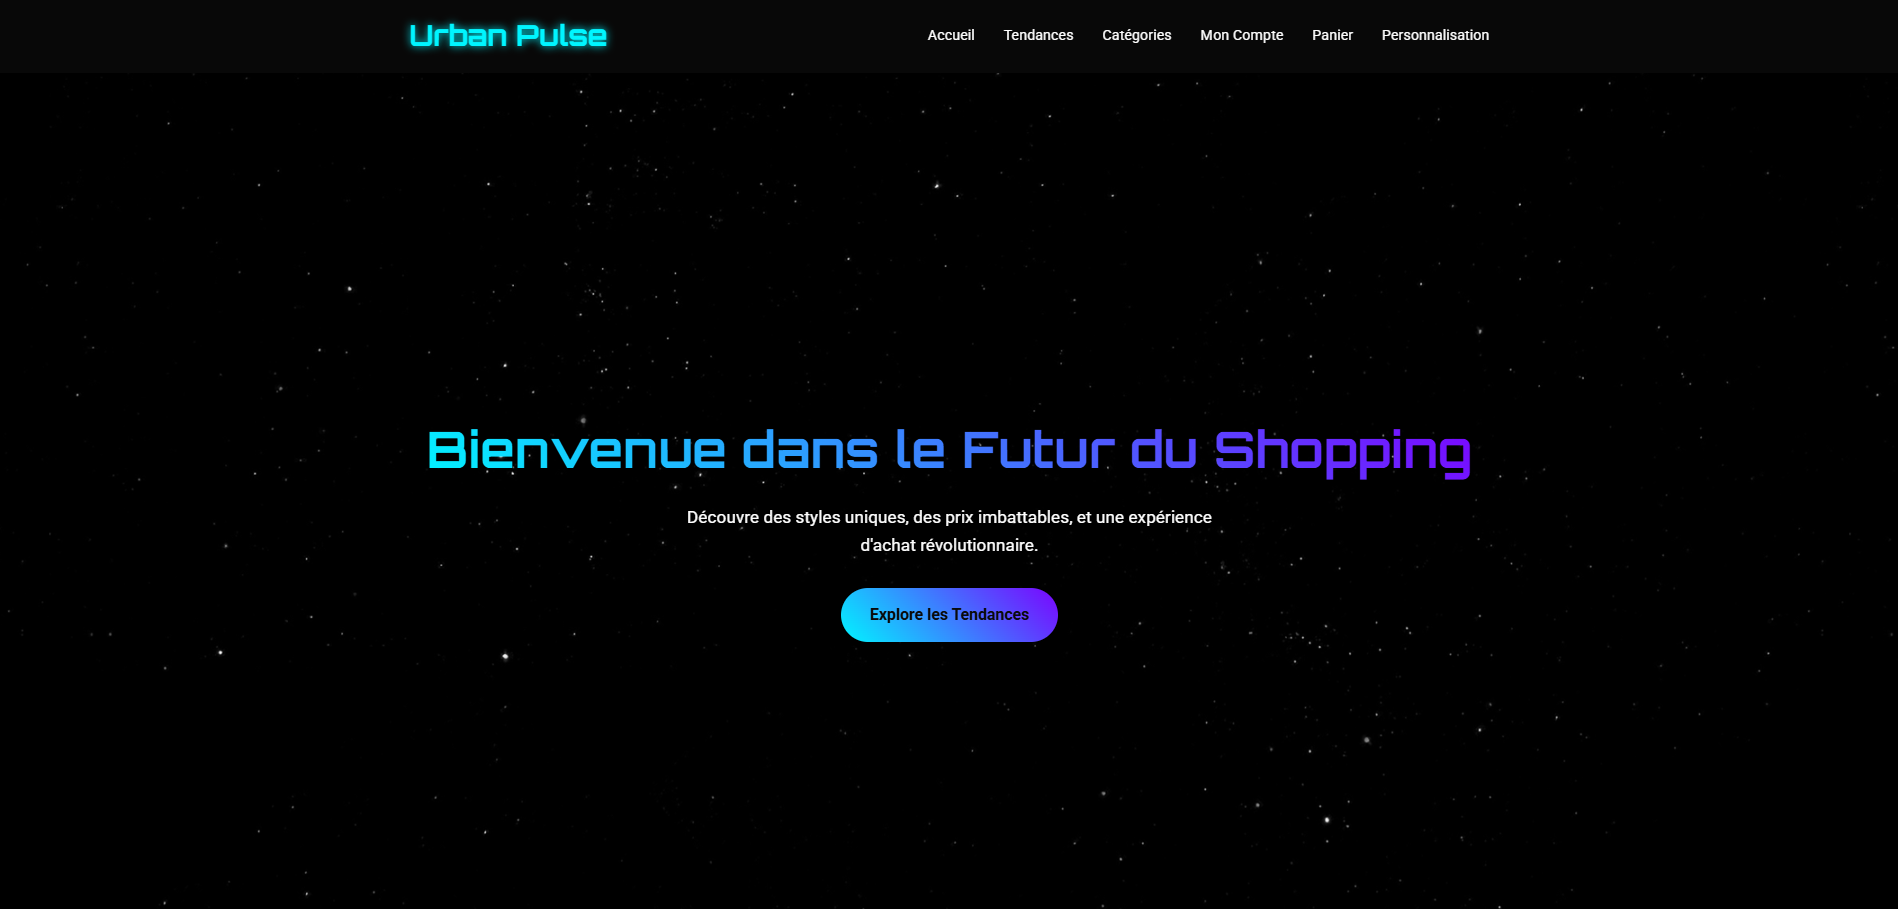 Urban Pulse
Accueil Tendances Catégories Mon Compte Panier Personnalisation
Bienvenue dans le Futur du Shopping
Découvre des styles uniques, des prix imbattables, et une expérience
d'achat révolutionnaire.
Explore les Tendances